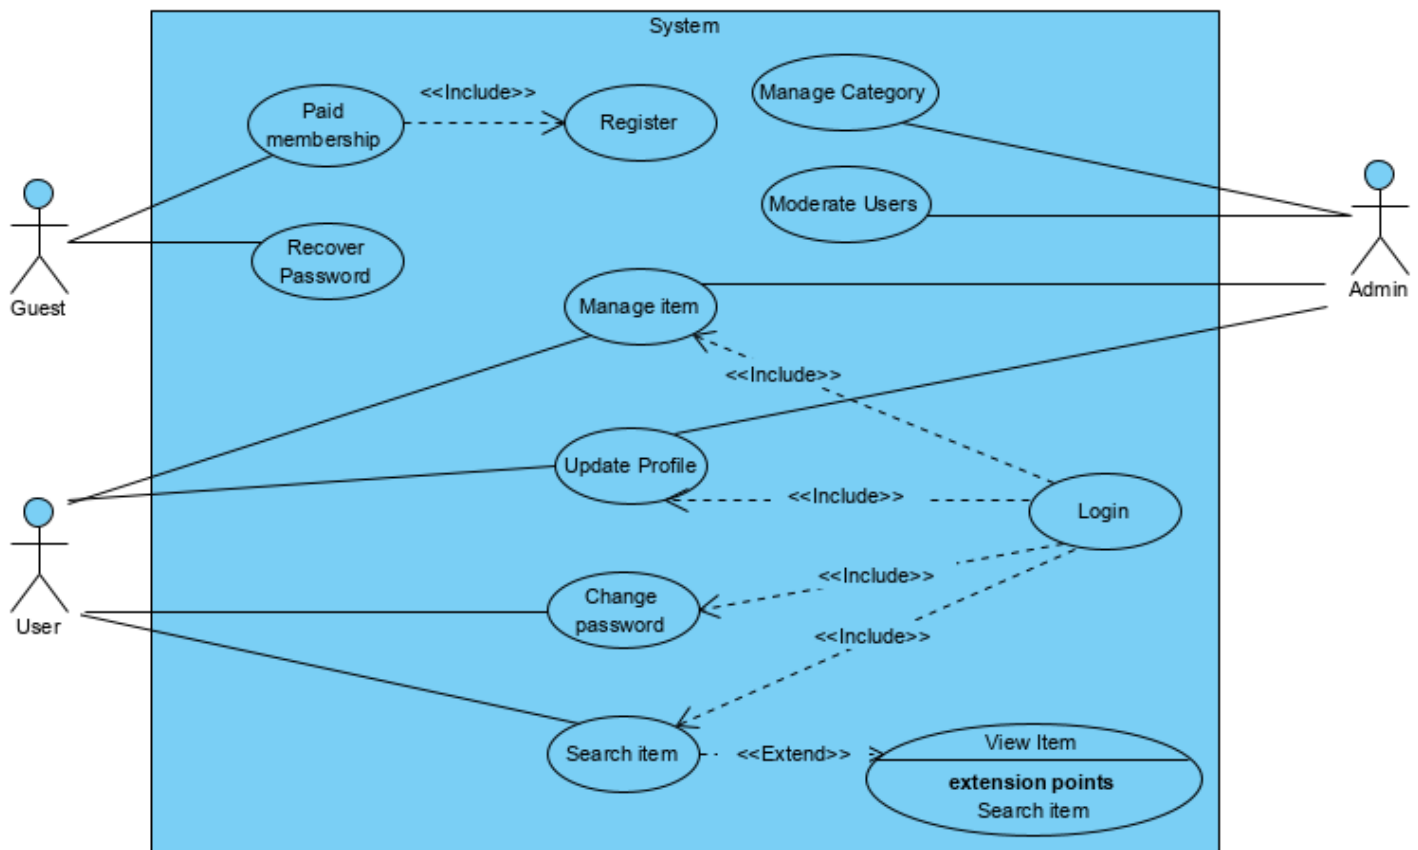 System
<<Include>>
Manage Category
Paid
membership
Register
Moderate Users
Recover
Password
Guest
Admin
Manage item
<<Include>>
Update Profile
<<Include>>
Login
<<Include>>
Change
password
User
<<Include>>
Search item
<<Extend>>
View Item
extension points
Search item